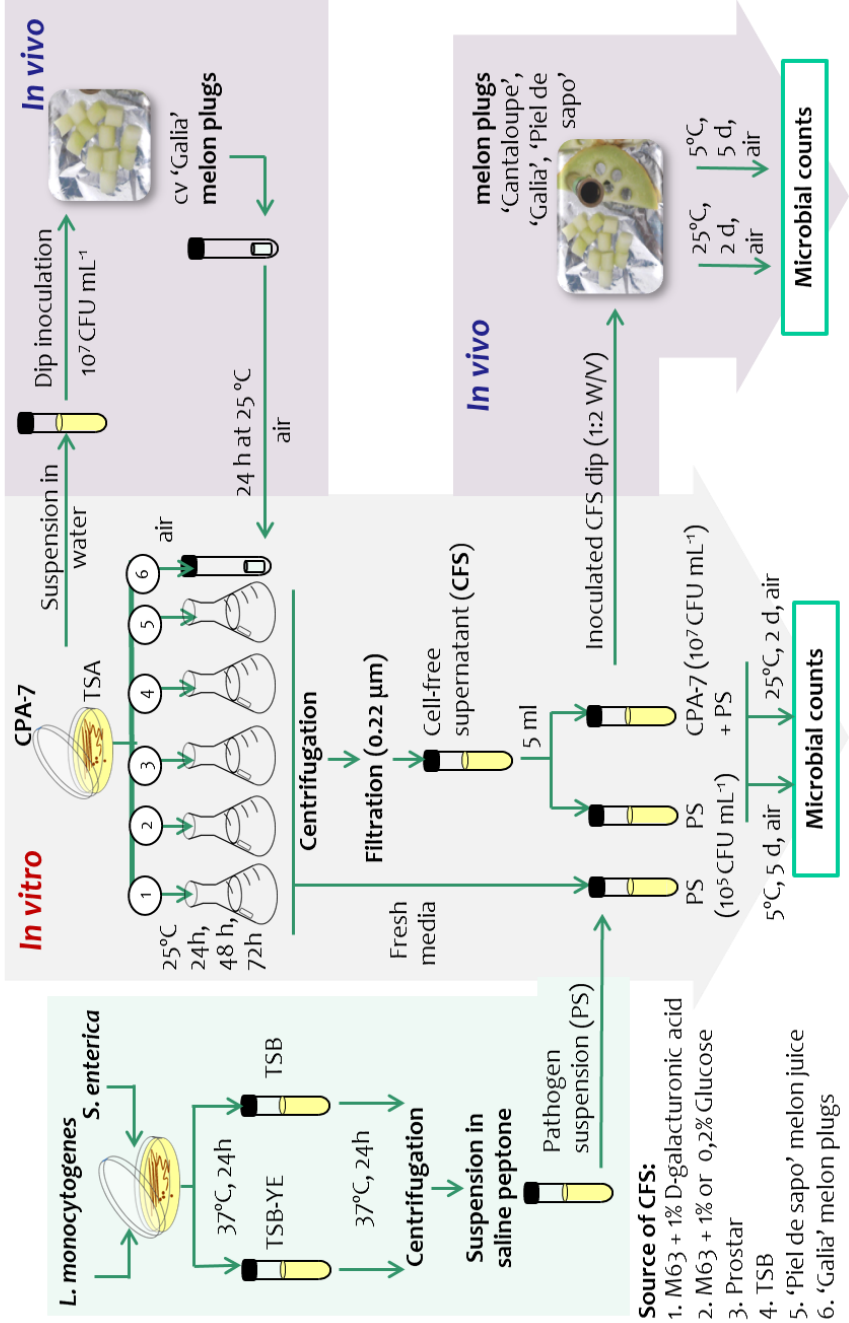 L. monocytogenes
S. enterica
37ºC, 24h
TSB-YE
TSB
37ºC, 24h
Centrifugation
Suspension in
saline peptone
Pathogen
suspension (PS)
Source of CFS:
1. M63 + 1% D-galacturonic acid
2. M63 + 1% or 0,2% Glucose
3. Prostar
4. TSB
5. ‘Piel de sapo’ melon juice
6. ‘Galia’ melon plugs
In vitro
CPA-7
TSA
1
2
3
4
5
6
air
25ºC
24h,
48 h,
72h
Centrifugation
Fresh
media
Filtration (0.22 µm)
Cell-free
supernatant (CFS)
5 ml
PS
PS
(10⁵ CFU mL⁻¹)
CPA-7 (10⁷ CFU mL⁻¹)
+ PS
5ºC, 5 d, air
25ºC, 2 d, air
Microbial counts
Suspension in
water
Dip inoculation
10⁷ CFU mL⁻¹
In vivo
cv ‘Galia’
melon plugs
24 h at 25 ºC
air
In vivo
Inoculated CFS dip (1:2 W/V)
melon plugs
‘Cantaloupe’,
‘Galia’, ‘Piel de
sapo’
25ºC,
2 d,
air
5ºC,
5 d,
air
Microbial counts